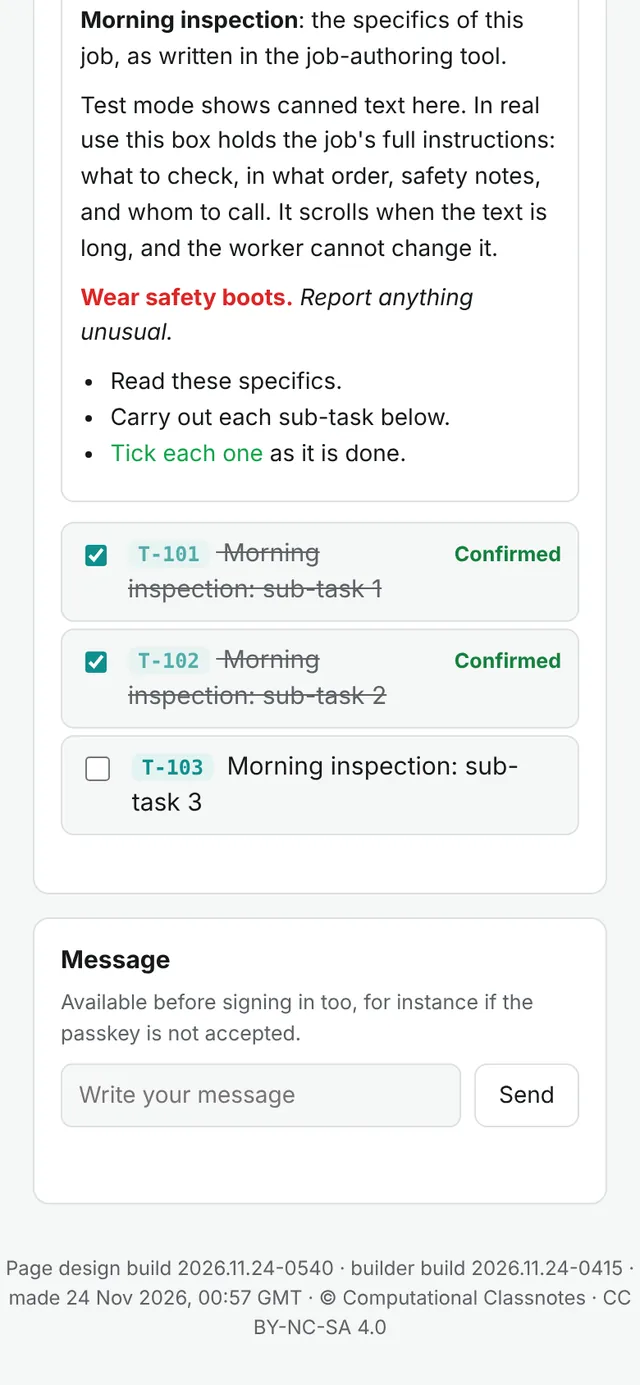 Morning inspection: the specifics of this
job, as written in the job-authoring tool.
Test mode shows canned text here. In real
use this box holds the job's full instructions:
what to check, in what order, safety notes,
and whom to call. It scrolls when the text is
long, and the worker cannot change it.
Wear safety boots. Report anything
unusual.
• Read these specifics.
• Carry out each sub-task below.
• Tick each one as it is done.
T-101 Morning Confirmed
inspection: sub-task 1
T-102 Morning Confirmed
inspection: sub-task 2
T-103 Morning inspection: sub-
task 3
Message
Available before signing in too, for instance if the
passkey is not accepted.
Write your message Send
Page design build 2026.11.24-0540 · builder build 2026.11.24-0415 ·
made 24 Nov 2026, 00:57 GMT · © Computational Classnotes · CC
BY-NC-SA 4.0